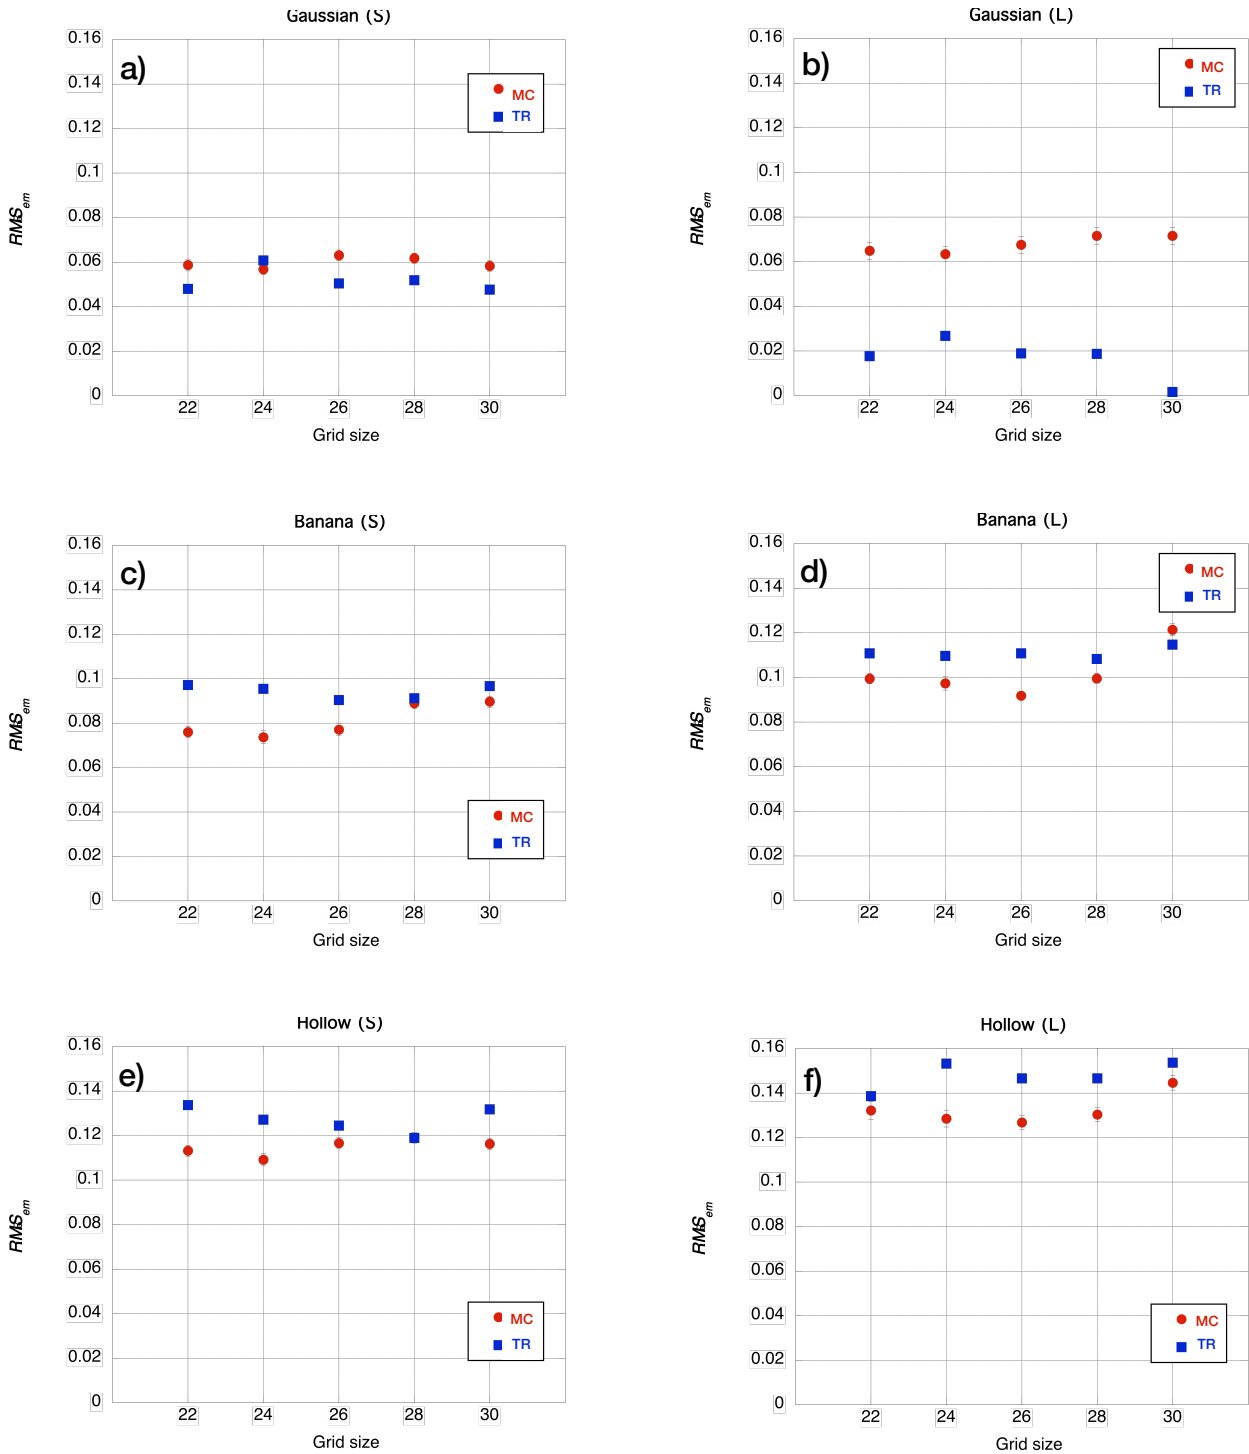 Gaussian (S)
a)
0.16
0.14
0.12
0.1
0.08
0.06
0.04
0.02
0
RMS_em
MC
TR
22 24 26 28 30
Grid size
Gaussian (L)
b)
0.16
0.14
0.12
0.1
0.08
0.06
0.04
0.02
0
RMS_em
MC
TR
22 24 26 28 30
Grid size
Banana (S)
c)
0.16
0.14
0.12
0.1
0.08
0.06
0.04
0.02
0
RMS_em
MC
TR
22 24 26 28 30
Grid size
Banana (L)
d)
0.16
0.14
0.12
0.1
0.08
0.06
0.04
0.02
0
RMS_em
MC
TR
22 24 26 28 30
Grid size
Hollow (S)
e)
0.16
0.14
0.12
0.1
0.08
0.06
0.04
0.02
0
RMS_em
MC
TR
22 24 26 28 30
Grid size
Hollow (L)
f)
0.16
0.14
0.12
0.1
0.08
0.06
0.04
0.02
0
RMS_em
MC
TR
22 24 26 28 30
Grid size